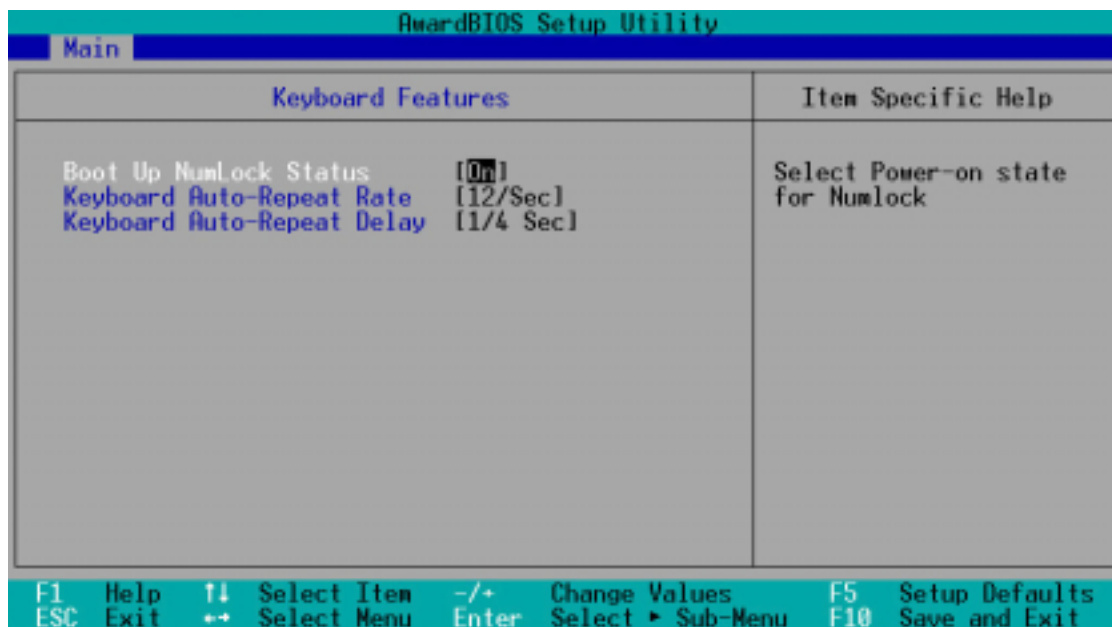 AwardBIOS Setup Utility
Main
Keyboard Features
Item Specific Help
Boot Up NumLock Status [On]
Keyboard Auto-Repeat Rate [12/Sec]
Keyboard Auto-Repeat Delay [1/4 Sec]
Select Power-on state
for Numlock
F1 Help ↑↓ Select Item -/+ Change Values F5 Setup Defaults
ESC Exit ←→ Select Menu Enter Select ► Sub-Menu F10 Save and Exit